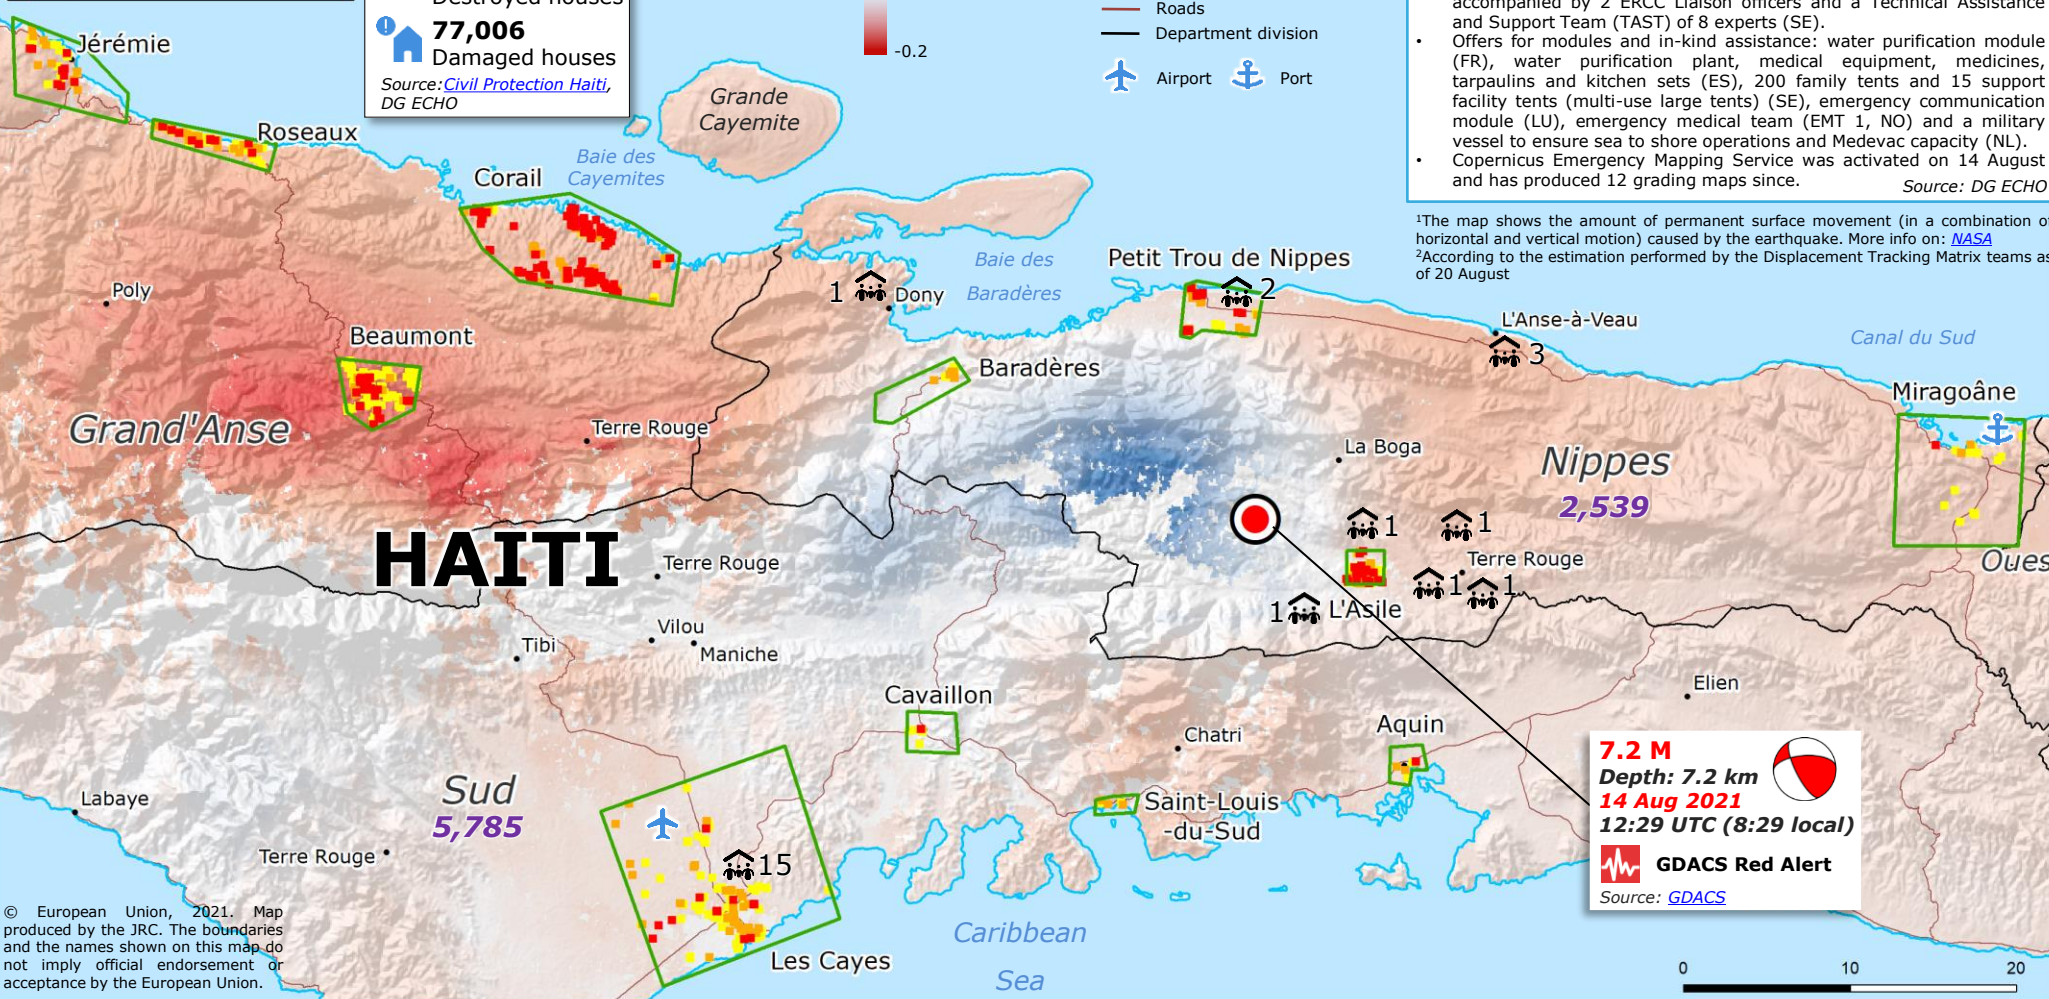 Destroyed houses
77,006
Damaged houses
Source: Civil Protection Haiti,
DG ECHO
-0.2
Roads
Department division
Airport
Port
accompanied by 2 ERCC Liaison officers and a Technical Assistance
and Support Team (TAST) of 8 experts (SE).
• Offers for modules and in-kind assistance: water purification module
(FR), water purification plant, medical equipment, medicines,
tarpaulins and kitchen sets (ES), 200 family tents and 15 support
facility tents (multi-use large tents) (SE), emergency communication
module (LU), emergency medical team (EMT 1, NO) and a military
vessel to ensure sea to shore operations and Medevac capacity (NL).
• Copernicus Emergency Mapping Service was activated on 14 August
and has produced 12 grading maps since.
Source: DG ECHO
¹The map shows the amount of permanent surface movement (in a combination of
horizontal and vertical motion) caused by the earthquake. More info on: NASA
²According to the estimation performed by the Displacement Tracking Matrix teams as
of 20 August
Jérémie
Roseaux
Grande
Cayemite
Baie des
Cayemites
Corail
Poly
Beaumont
Grand'Anse
Terre Rouge
1
Dony
Baie des
Baradères
Petit Trou de Nippes
2
L'Anse-à-Veau
3
Canal du Sud
Baradères
Miragoâne
La Boga
Nippes
2,539
HAITI
Terre Rouge
1
1
Terre Rouge
1
1
1
L'Asile
Oues
Vilou
Tibi
Maniche
Elien
Cavaillon
Aquin
Chatri
Sud
5,785
Labaye
Saint-Louis
-du-Sud
Terre Rouge
15
Les Cayes
Caribbean
Sea
7.2 M
Depth: 7.2 km
14 Aug 2021
12:29 UTC (8:29 local)
GDACS Red Alert
Source: GDACS
© European Union, 2021. Map
produced by the JRC. The boundaries
and the names shown on this map do
not imply official endorsement or
acceptance by the European Union.
0 10 20